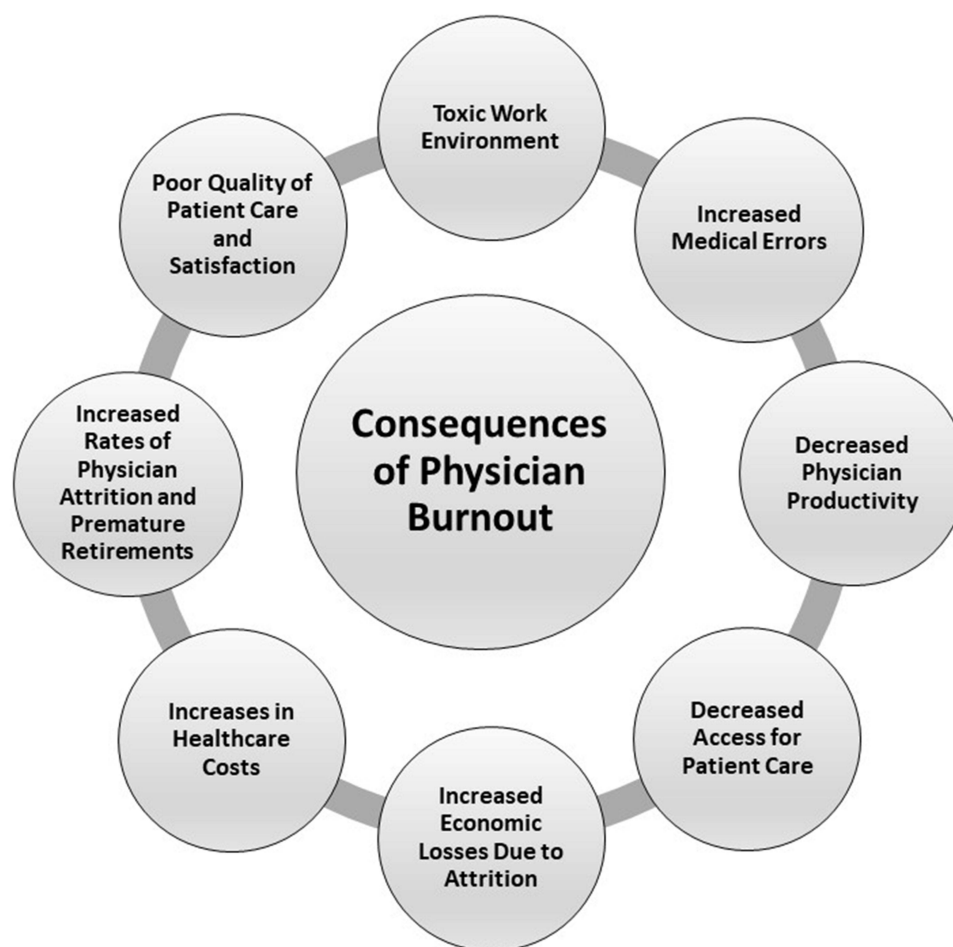 Consequences
of Physician
Burnout
Toxic Work
Environment
Increased
Medical Errors
Decreased
Physician
Productivity
Decreased
Access for
Patient Care
Increased
Economic
Losses Due to
Attrition
Increases in
Healthcare
Costs
Increased
Rates of
Physician
Attrition and
Premature
Retirements
Poor Quality of
Patient Care
and
Satisfaction